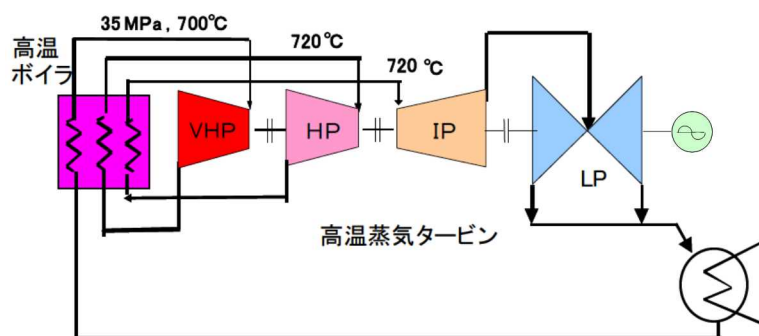 35 MPa , 700℃
高温
ボイラ
720℃
720 ℃
VHP
HP
IP
LP
高温蒸気タービン